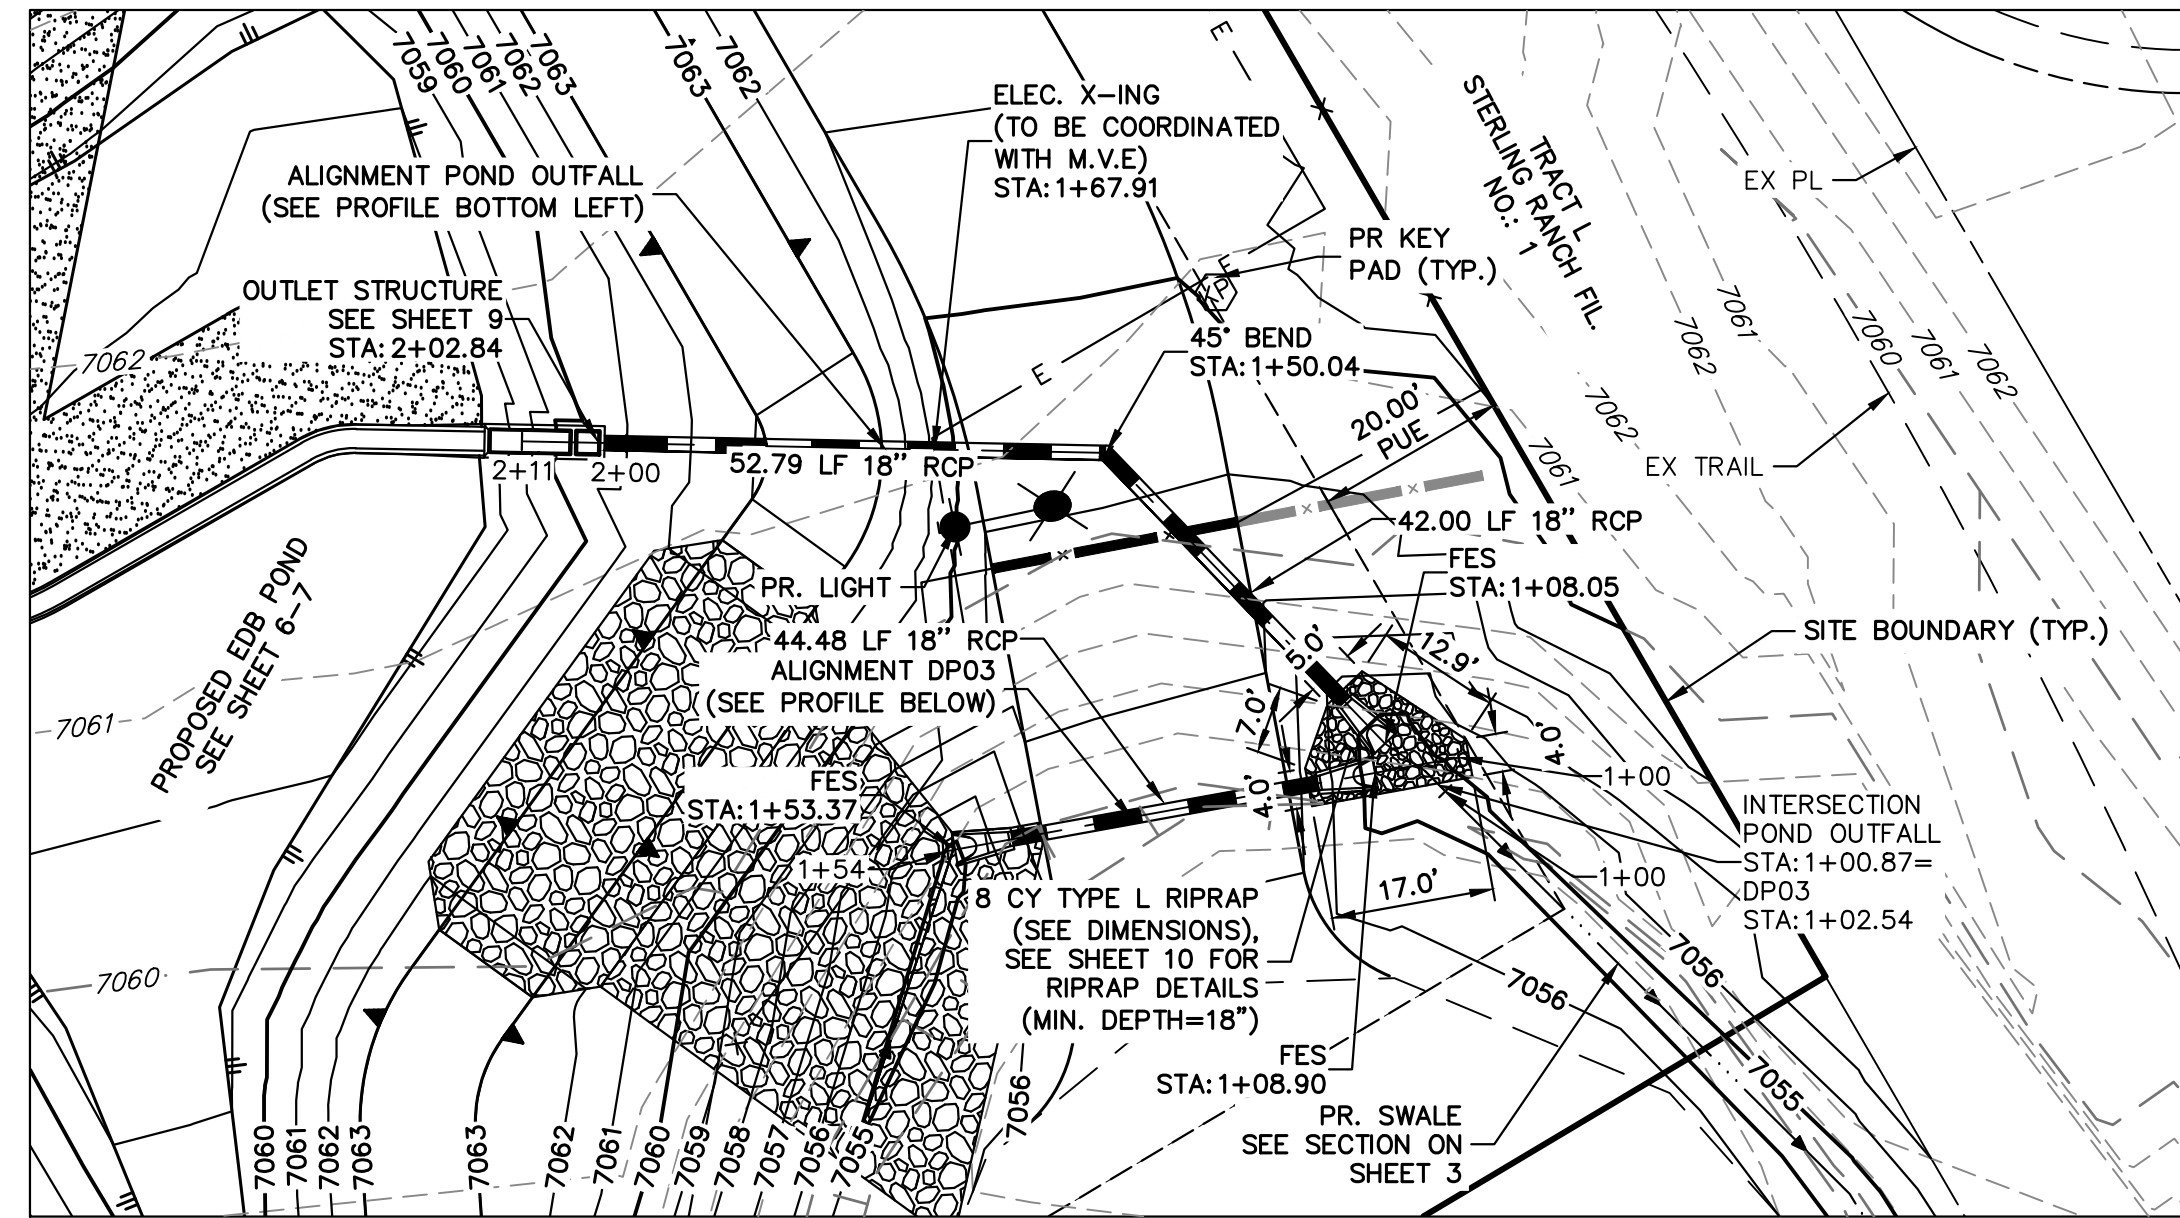 7059
7060
7061
7062
7063
7063
7062
E
ELEC. X-ING
(TO BE COORDINATED
WITH M.V.E)
STA:1+67.91
TRACT L
STERLING RANCH FIL.
NO.: 1
EX PL
ALIGNMENT POND OUTFALL
(SEE PROFILE BOTTOM LEFT)
PR KEY
PAD (TYP.)
E
KP
OUTLET STRUCTURE
SEE SHEET 9
STA:2+02.84
7062
45° BEND
STA:1+50.04
E
20.00'
PUE
7062
7061
7060
7061
7062
7062
7061
EX TRAIL
2+11
2+00
52.79 LF 18" RCP
42.00 LF 18" RCP
FES
STA:1+08.05
PR. LIGHT
PROPOSED EDB POND
SEE SHEET 6-7
44.48 LF 18" RCP
ALIGNMENT DP03
(SEE PROFILE BELOW)
5.0'
12.9'
7.0'
4.0'
4.0'
SITE BOUNDARY (TYP.)
7061
FES
STA:1+53.37
1+54
1+00
1+00
INTERSECTION
POND OUTFALL
STA:1+00.87=
DP03
STA:1+02.54
17.0'
8 CY TYPE L RIPRAP
(SEE DIMENSIONS),
SEE SHEET 10 FOR
RIPRAP DETAILS
(MIN. DEPTH=18")
7060
7056
7056
7055
FES
STA:1+08.90
PR. SWALE
SEE SECTION ON
SHEET 3
7060
7061
7062
7063
7063
7062
7061
7060
7059
7058
7057
7056
7055
7056